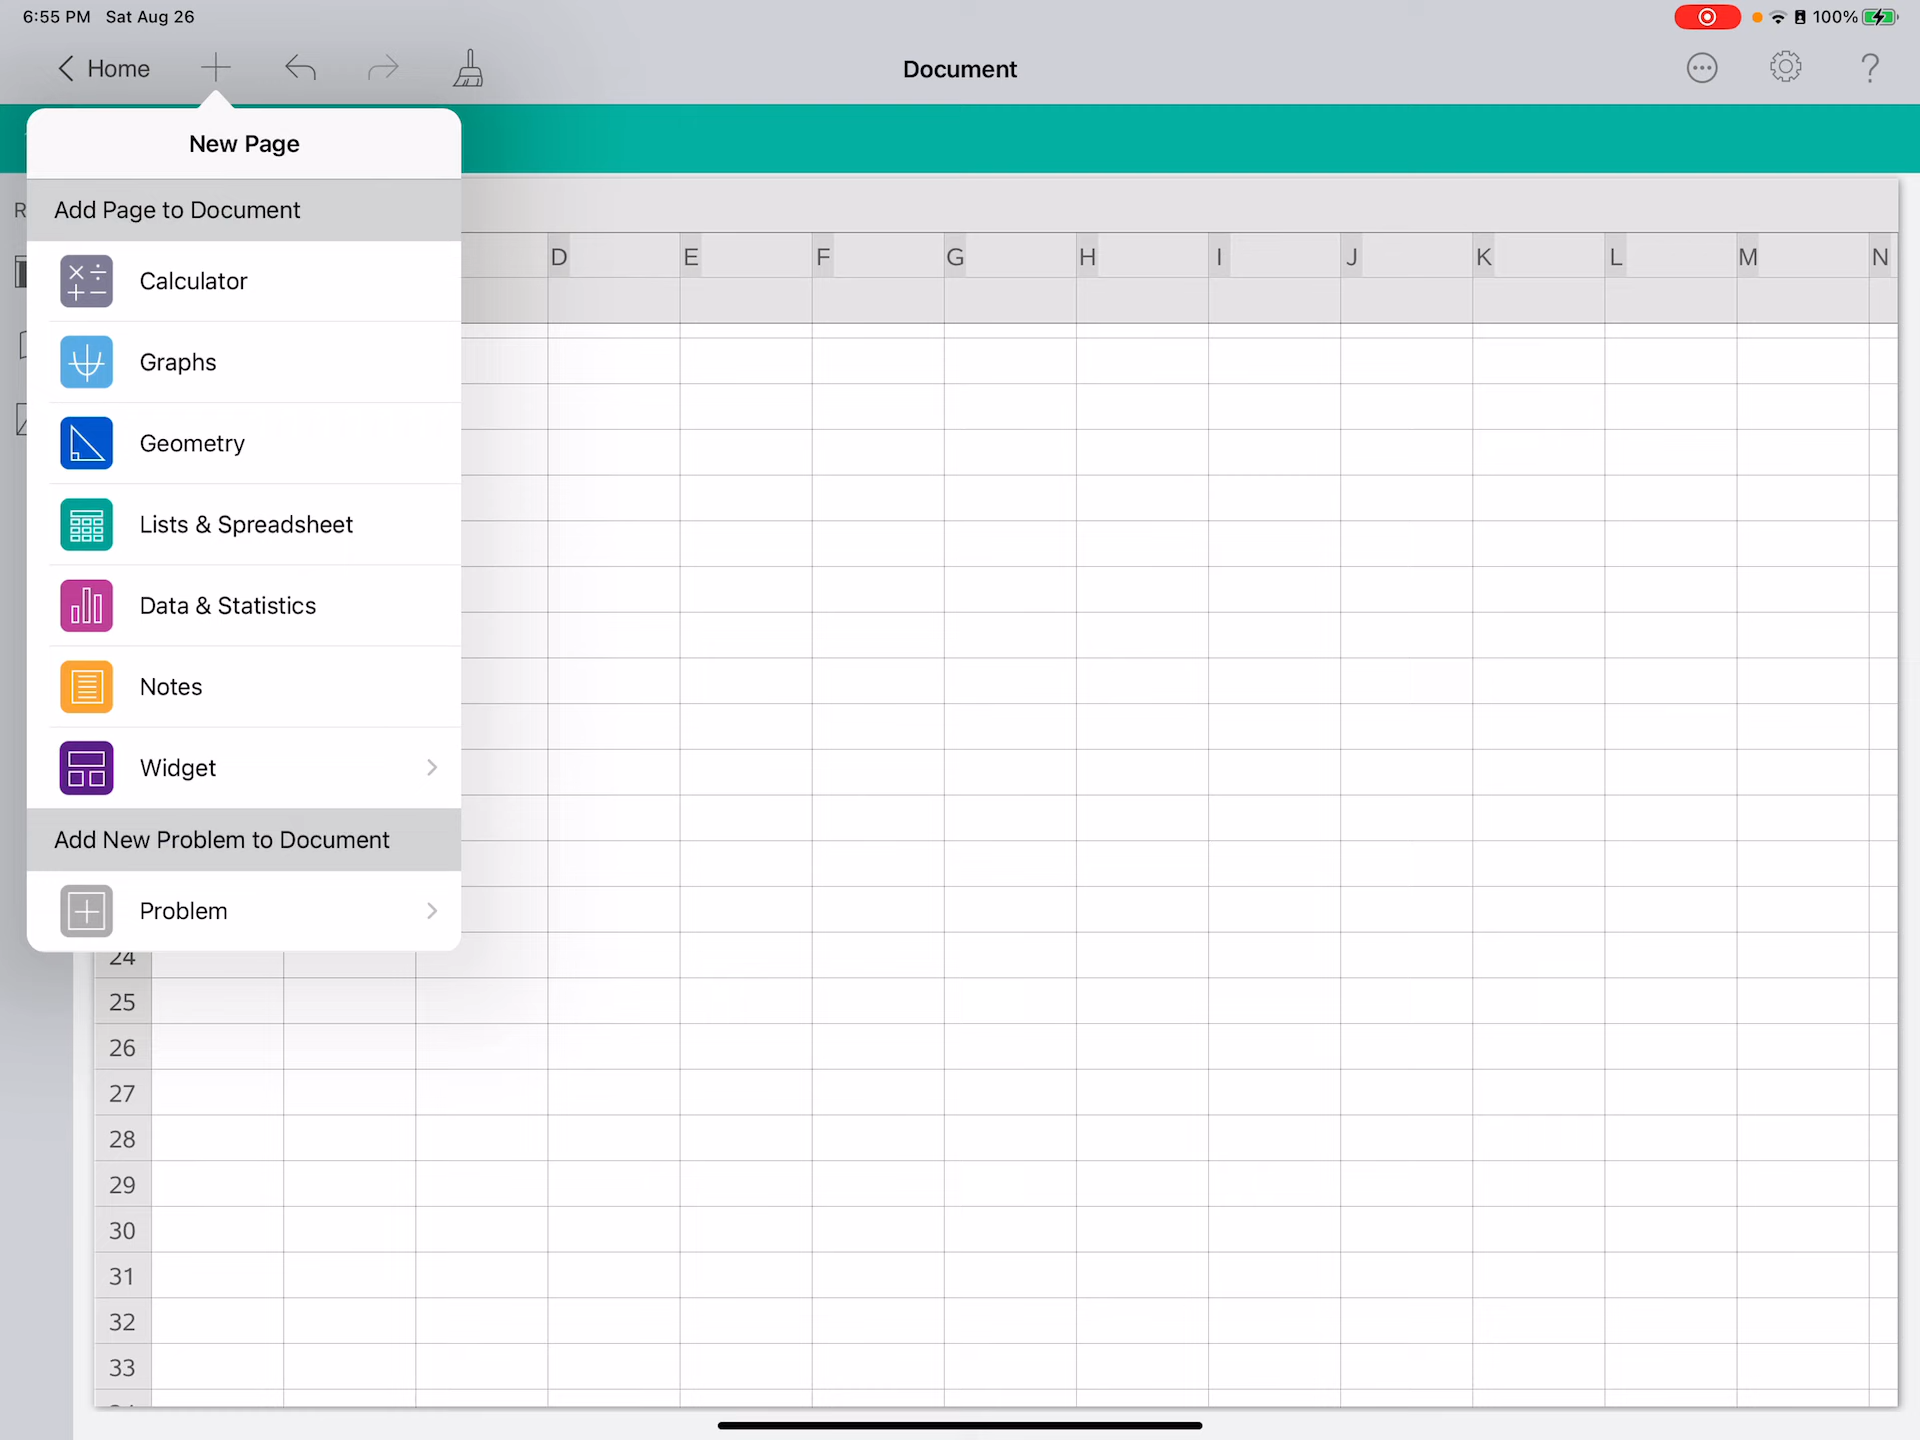 6:55 PM Sat Aug 26
100%
Home
Document
?
New Page
Add Page to Document
R
Calculator
Graphs
Geometry
Lists & Spreadsheet
Data & Statistics
Notes
Widget
Add New Problem to Document
Problem
D E F G H I J K L M N
24
25
26
27
28
29
30
31
32
33